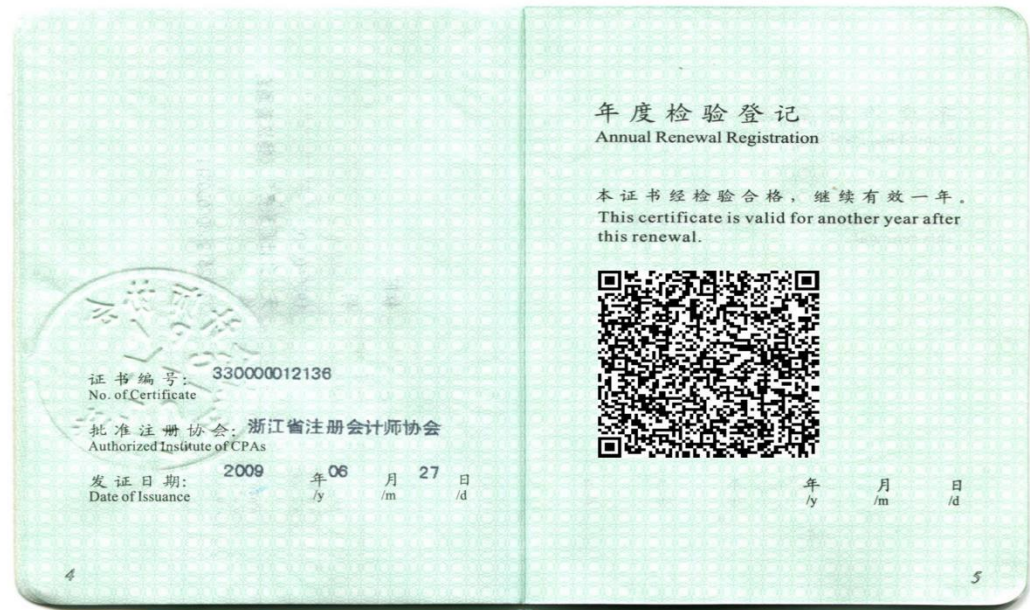 证书编号: 330000012136
No. of Certificate
批准注册协会: 浙江省注册会计师协会
Authorized Institute of CPAs
发证日期: 2009 年 06 月 27 日
Date of Issuance /y /m /d
4
年度检验登记
Annual Renewal Registration
本证书经检验合格，继续有效一年。
This certificate is valid for another year after
this renewal.
年 月 日
/y /m /d
5